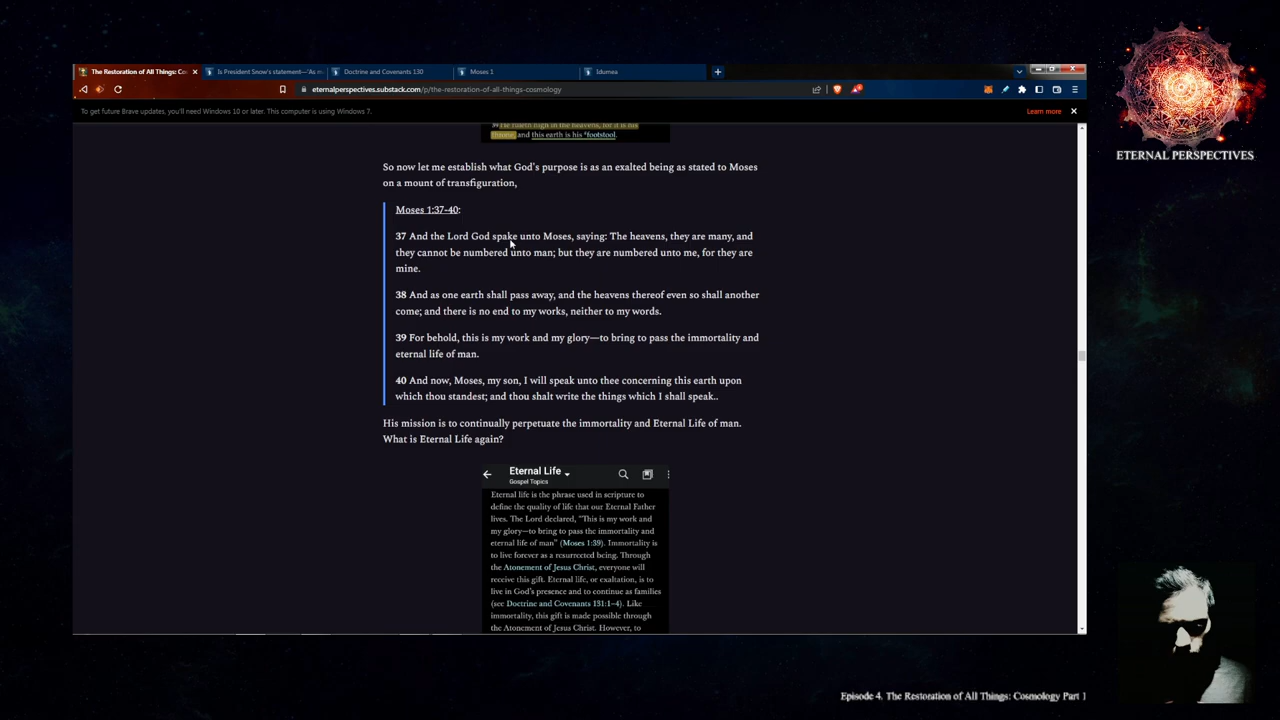 The Restoration of All Things: Co
Is President Snow's statement—'As m
Doctrine and Covenants 130
Moses 1
Idumea
eternalperspectives.substack.com/p/the-restoration-of-all-things-cosmology
To get future Brave updates, you'll need Windows 10 or later. This computer is using Windows 7.
Learn more
ETERNAL PERSPECTIVES
He ruleth high in the heavens, for it is his
throne, and this earth is his *footstool.
So now let me establish what God's purpose is as an exalted being as stated to Moses
on a mount of transfiguration,
Moses 1:37-40:
37 And the Lord God spake unto Moses, saying: The heavens, they are many, and
they cannot be numbered unto man; but they are numbered unto me, for they are
mine.
38 And as one earth shall pass away, and the heavens thereof even so shall another
come; and there is no end to my works, neither to my words.
39 For behold, this is my work and my glory—to bring to pass the immortality and
eternal life of man.
40 And now, Moses, my son, I will speak unto thee concerning this earth upon
which thou standest; and thou shalt write the things which I shall speak..
His mission is to continually perpetuate the immortality and Eternal Life of man.
What is Eternal Life again?
Eternal Life
Gospel Topics
Eternal life is the phrase used in scripture to
define the quality of life that our Eternal Father
lives. The Lord declared, "This is my work and
my glory—to bring to pass the immortality and
eternal life of man" (Moses 1:39). Immortality is
to live forever as a resurrected being. Through
the Atonement of Jesus Christ, everyone will
receive this gift. Eternal life, or exaltation, is to
live in God's presence and to continue as families
(see Doctrine and Covenants 131:1–4). Like
immortality, this gift is made possible through
the Atonement of Jesus Christ. However, to
Episode 4. The Restoration of All Things: Cosmology Part 1